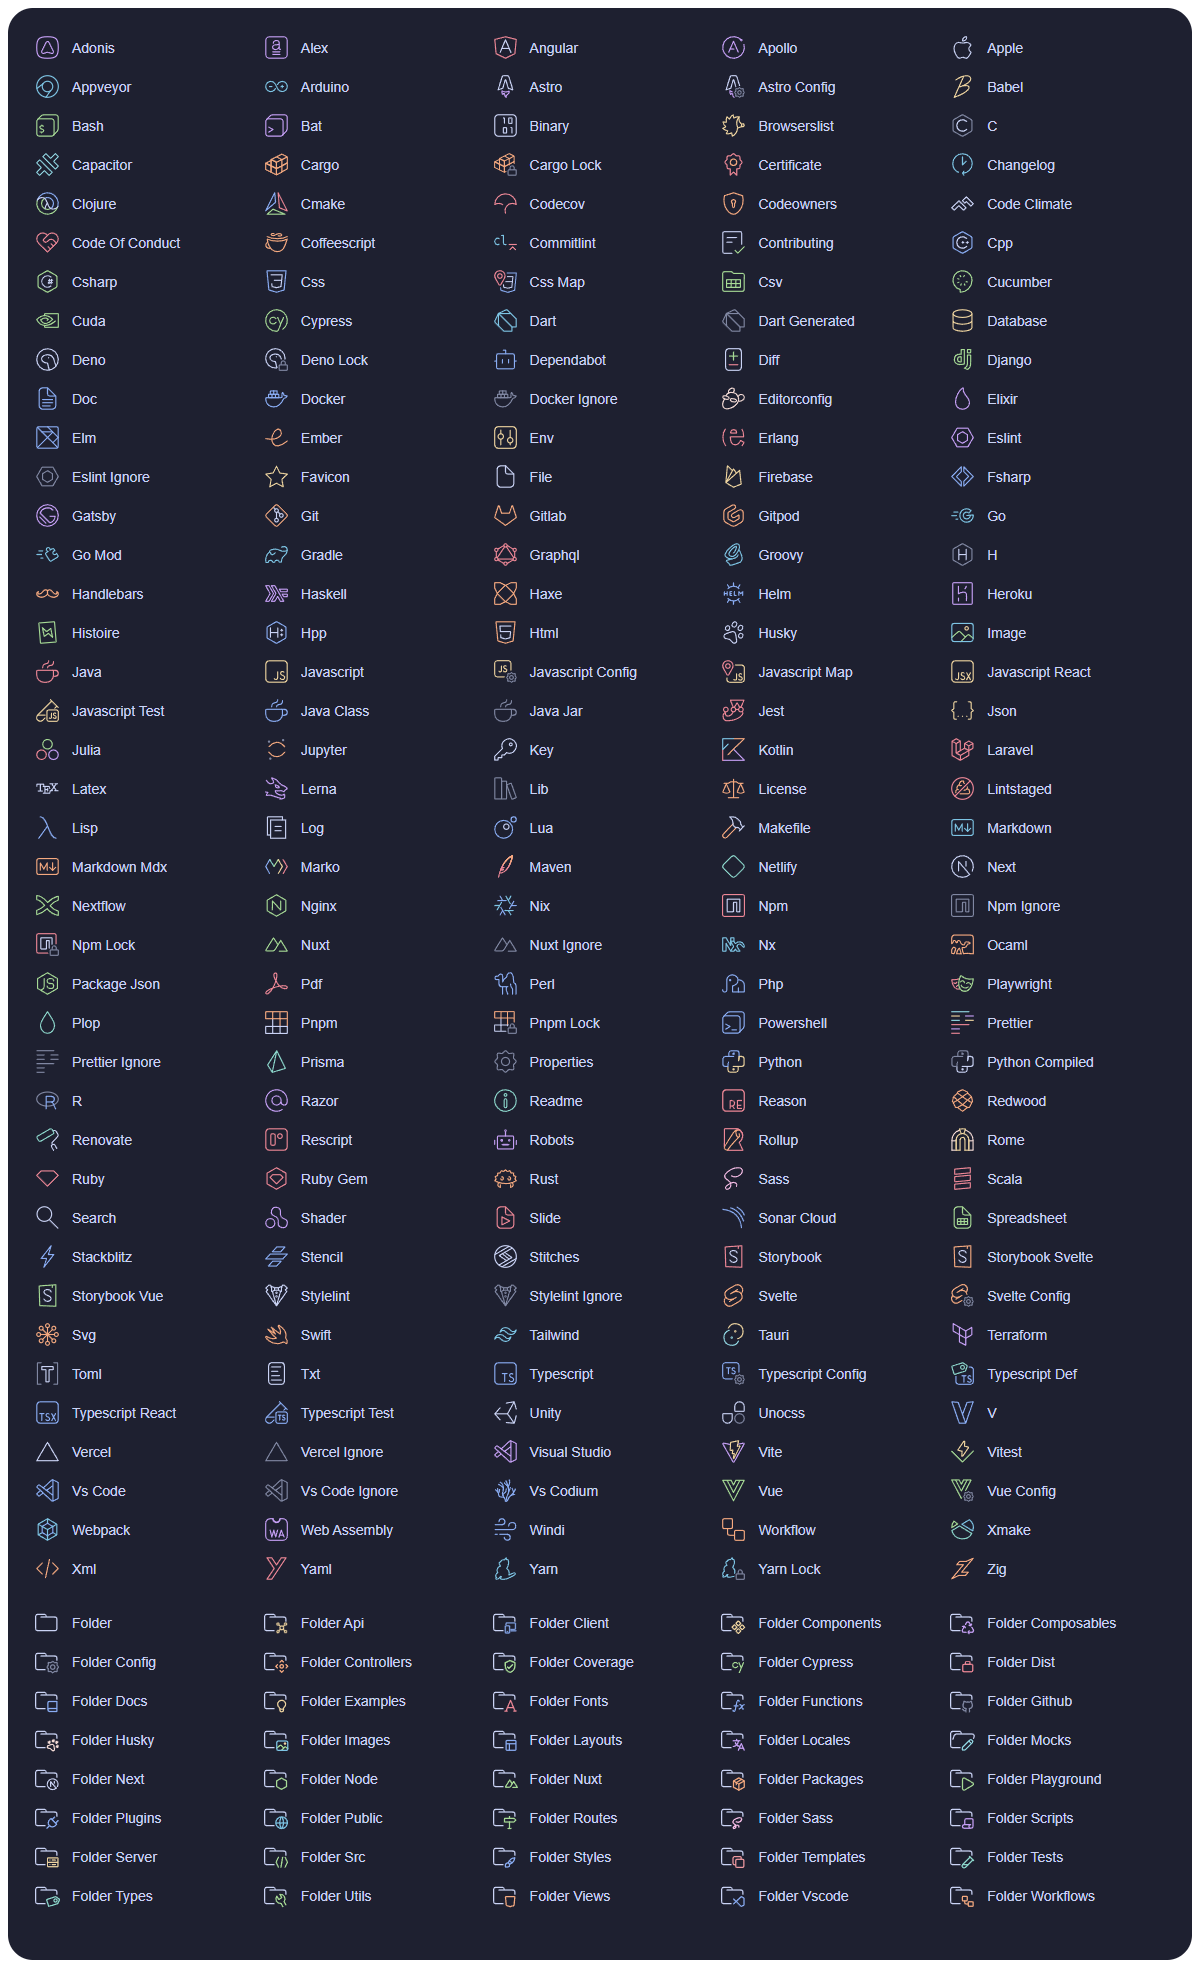 Adonis Alex Angular Apollo Apple
Appveyor Arduino Astro Astro Config Babel
Bash Bat Binary Browserslist C
Capacitor Cargo Cargo Lock Certificate Changelog
Clojure Cmake Codecov Codeowners Code Climate
Code Of Conduct Coffeescript Commitlint Contributing Cpp
Csharp Css Css Map Csv Cucumber
Cuda Cypress Dart Dart Generated Database
Deno Deno Lock Dependabot Diff Django
Doc Docker Docker Ignore Editorconfig Elixir
Elm Ember Env Erlang Eslint
Eslint Ignore Favicon File Firebase Fsharp
Gatsby Git Gitlab Gitpod Go
Go Mod Gradle Graphql Groovy H
Handlebars Haskell Haxe Helm Heroku
Histoire Hpp Html Husky Image
Java Javascript Javascript Config Javascript Map Javascript React
Javascript Test Java Class Java Jar Jest Json
Julia Jupyter Key Kotlin Laravel
Latex Lerna Lib License Lintstaged
Lisp Log Lua Makefile Markdown
Markdown Mdx Marko Maven Netlify Next
Nextflow Nginx Nix Npm Npm Ignore
Npm Lock Nuxt Nuxt Ignore Nx Ocaml
Package Json Pdf Perl Php Playwright
Plop Pnpm Pnpm Lock Powershell Prettier
Prettier Ignore Prisma Properties Python Python Compiled
R Razor Readme Reason Redwood
Renovate Rescript Robots Rollup Rome
Ruby Ruby Gem Rust Sass Scala
Search Shader Slide Sonar Cloud Spreadsheet
Stackblitz Stencil Stitches Storybook Storybook Svelte
Storybook Vue Stylelint Stylelint Ignore Svelte Svelte Config
Svg Swift Tailwind Tauri Terraform
Toml Txt Typescript Typescript Config Typescript Def
Typescript React Typescript Test Unity Unocss V
Vercel Vercel Ignore Visual Studio Vite Vitest
Vs Code Vs Code Ignore Vs Codium Vue Vue Config
Webpack Web Assembly Windi Workflow Xmake
Xml Yaml Yarn Yarn Lock Zig
Folder Folder Api Folder Client Folder Components Folder Composables
Folder Config Folder Controllers Folder Coverage Folder Cypress Folder Dist
Folder Docs Folder Examples Folder Fonts Folder Functions Folder Github
Folder Husky Folder Images Folder Layouts Folder Locales Folder Mocks
Folder Next Folder Node Folder Nuxt Folder Packages Folder Playground
Folder Plugins Folder Public Folder Routes Folder Sass Folder Scripts
Folder Server Folder Src Folder Styles Folder Templates Folder Tests
Folder Types Folder Utils Folder Views Folder Vscode Folder Workflows